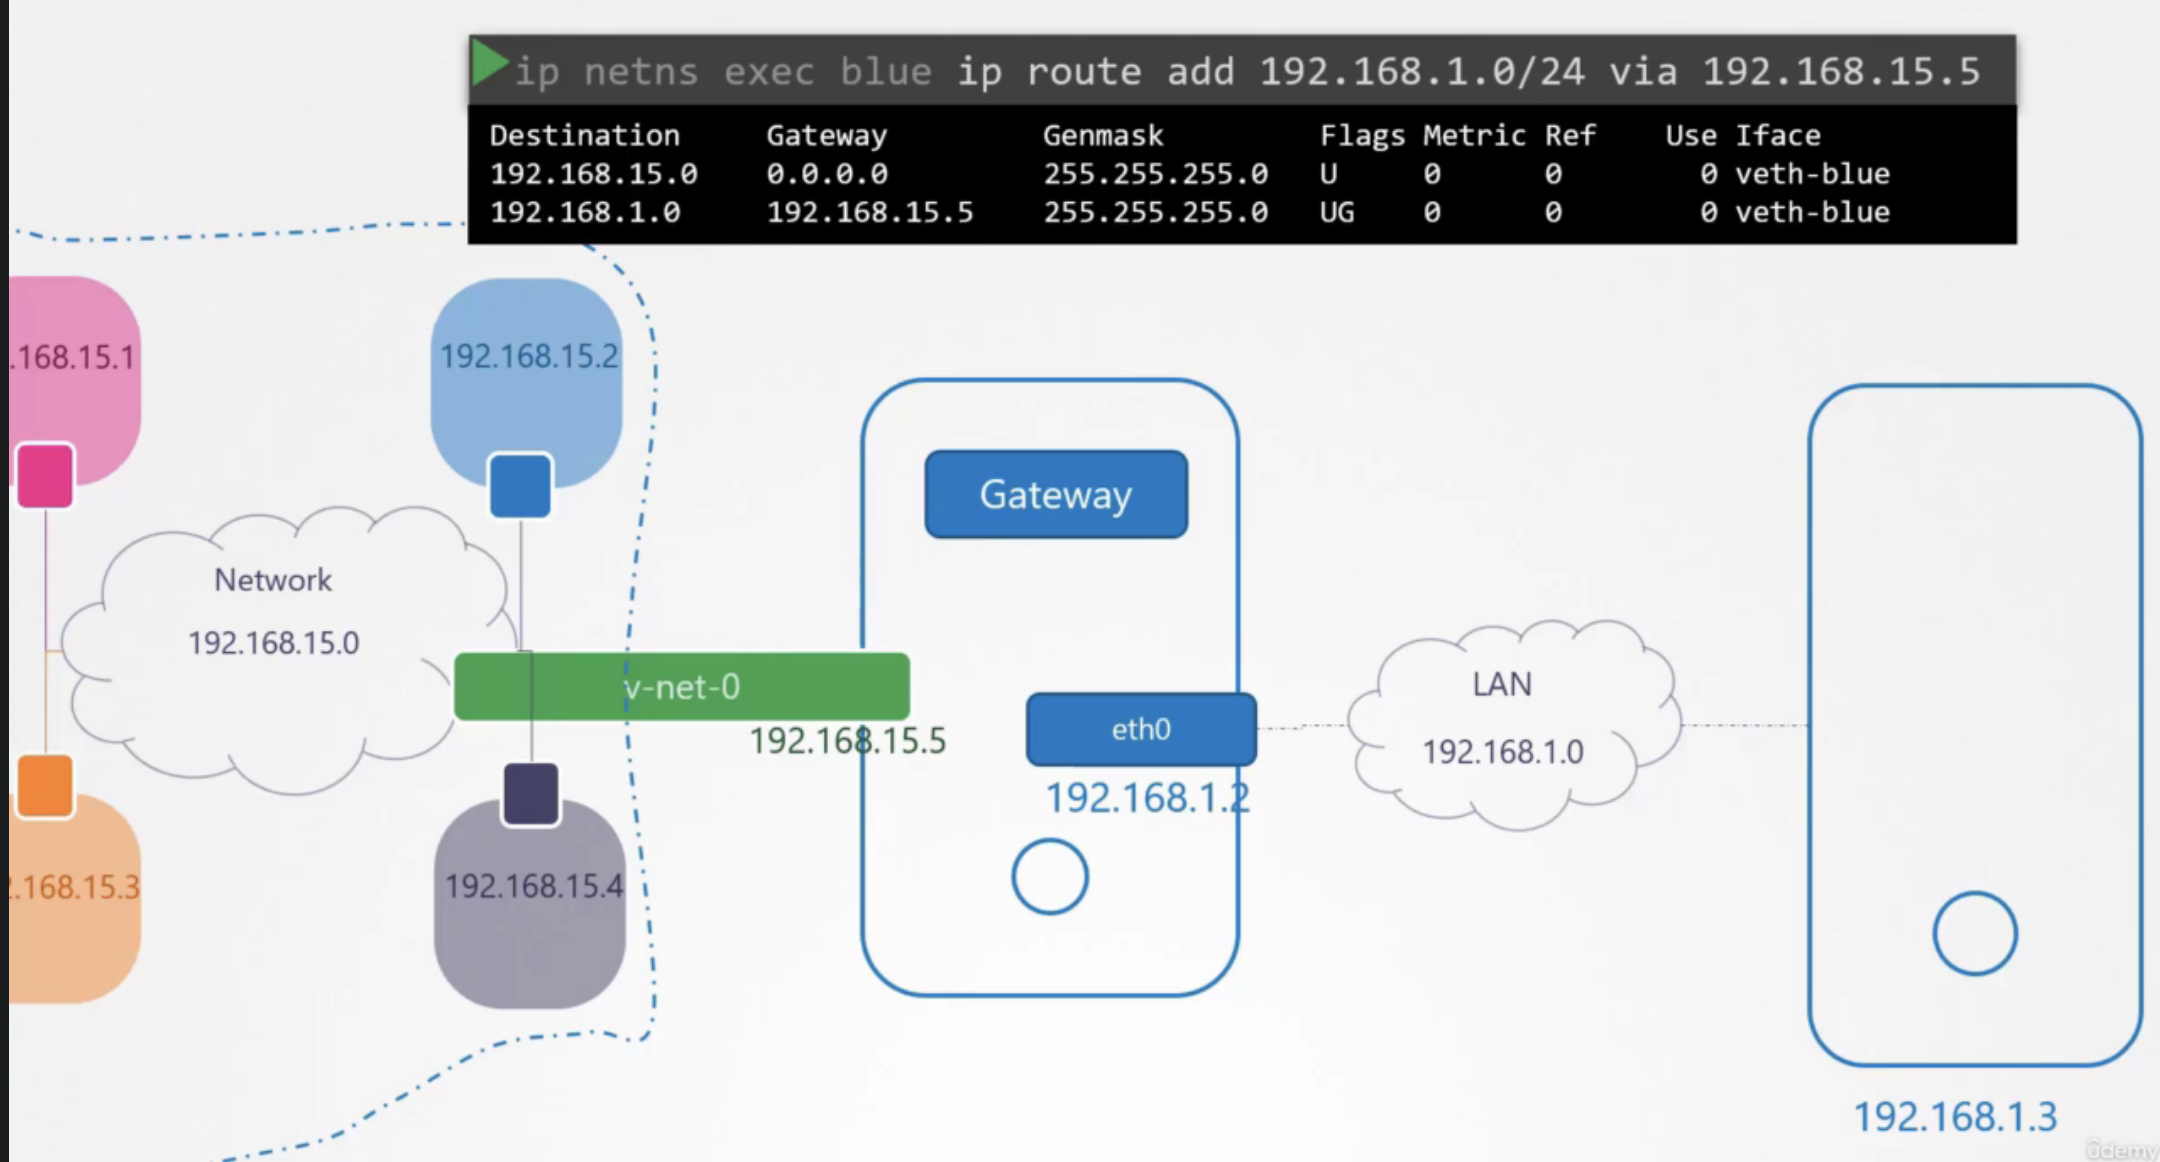 ip netns exec blue ip route add 192.168.1.0/24 via 192.168.15.5
Destination Gateway Genmask Flags Metric Ref Use Iface
192.168.15.0 0.0.0.0 255.255.255.0 U 0 0 0 veth-blue
192.168.1.0 192.168.15.5 255.255.255.0 UG 0 0 0 veth-blue
.168.15.1
192.168.15.2
Gateway
Network
192.168.15.0
v-net-0
192.168.15.5
eth0
192.168.1.2
LAN
192.168.1.0
.168.15.3
192.168.15.4
192.168.1.3
ûdemy